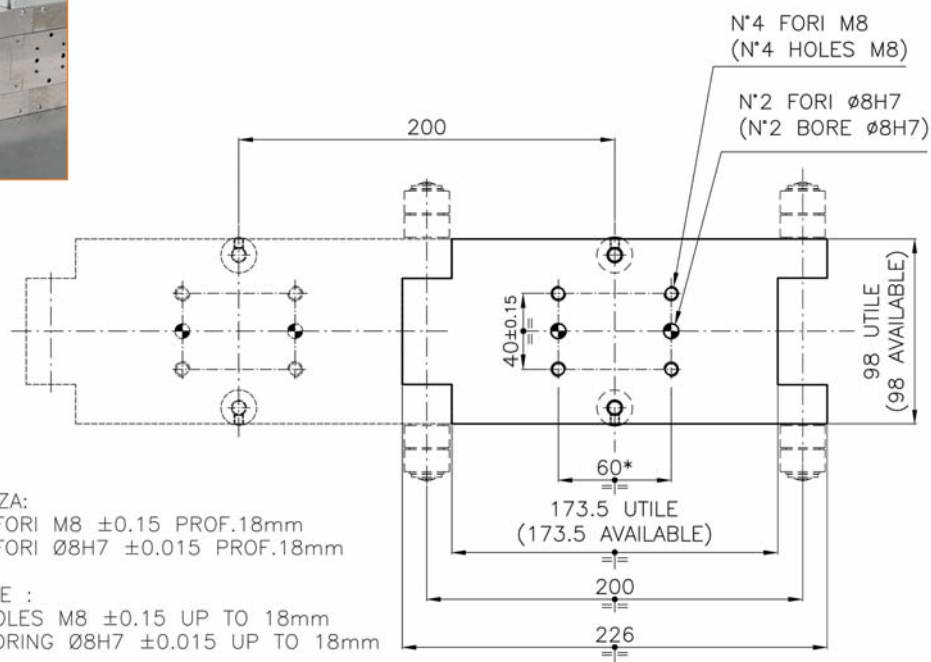 N°4 FORI M8
(N°4 HOLES M8)
N°2 FORI ø8H7
(N°2 BORE ø8H7)
200
40±0.15
98 UTILE
(98 AVAILABLE)
60*
173.5 UTILE
(173.5 AVAILABLE)
200
226
ZA:
FORI M8 ±0.15 PROF.18mm
FORI Ø8H7 ±0.015 PROF.18mm
E :
OLES M8 ±0.15 UP TO 18mm
ORING Ø8H7 ±0.015 UP TO 18mm